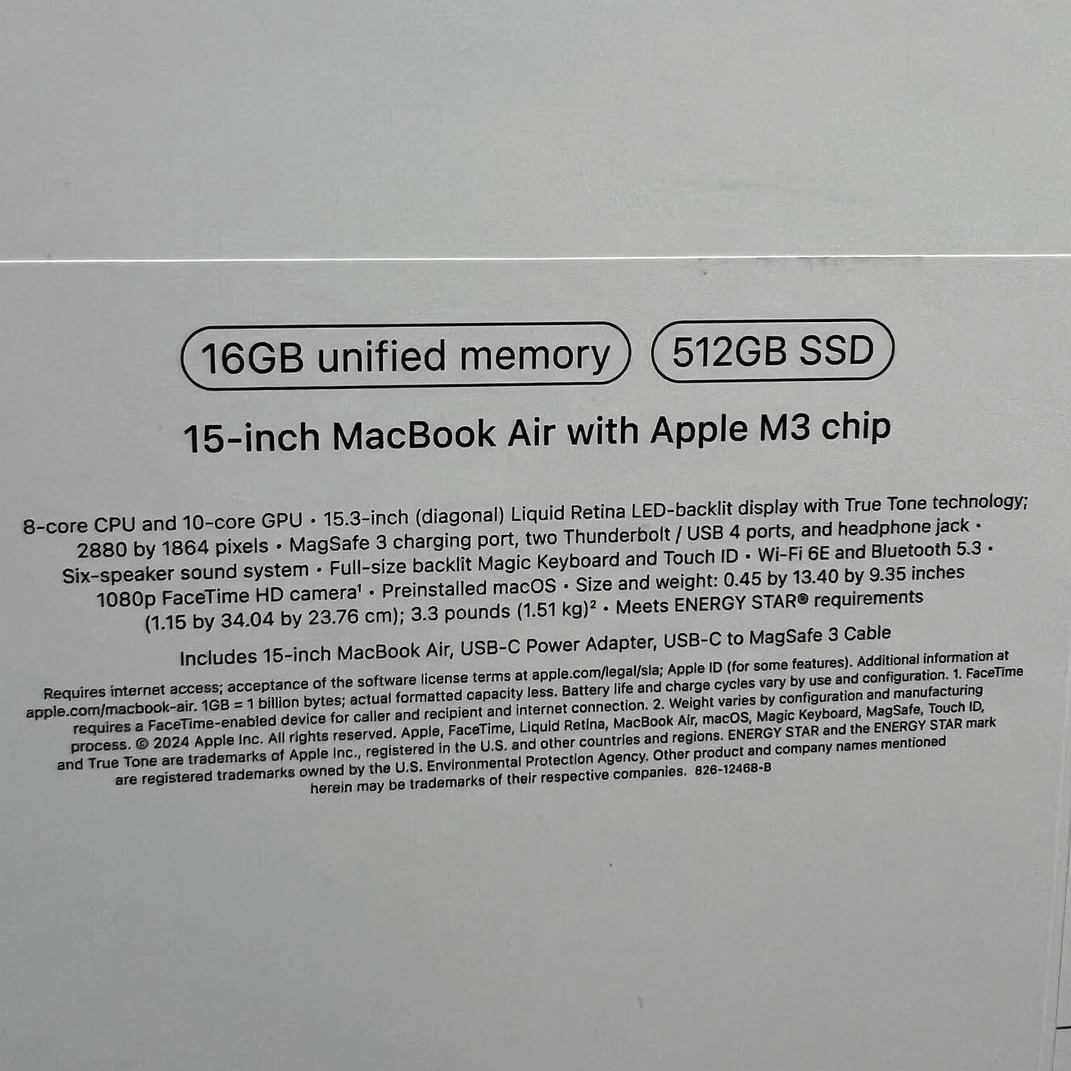 16GB unified memory 512GB SSD
15-inch MacBook Air with Apple M3 chip
8-core CPU and 10-core GPU • 15.3-inch (diagonal) Liquid Retina LED-backlit display with True Tone technology;
2880 by 1864 pixels • MagSafe 3 charging port, two Thunderbolt / USB 4 ports, and headphone jack •
Six-speaker sound system • Full-size backlit Magic Keyboard and Touch ID • Wi-Fi 6E and Bluetooth 5.3 •
1080p FaceTime HD camera¹ • Preinstalled macOS • Size and weight: 0.45 by 13.40 by 9.35 inches
(1.15 by 34.04 by 23.76 cm); 3.3 pounds (1.51 kg)² • Meets ENERGY STAR® requirements
Includes 15-inch MacBook Air, USB-C Power Adapter, USB-C to MagSafe 3 Cable
Requires internet access; acceptance of the software license terms at apple.com/legal/sla; Apple ID (for some features). Additional information at
apple.com/macbook-air. 1GB = 1 billion bytes; actual formatted capacity less. Battery life and charge cycles vary by use and configuration. 1. FaceTime
requires a FaceTime-enabled device for caller and recipient and internet connection. 2. Weight varies by configuration and manufacturing
process. © 2024 Apple Inc. All rights reserved. Apple, FaceTime, Liquid Retina, MacBook Air, macOS, Magic Keyboard, MagSafe, Touch ID,
and True Tone are trademarks of Apple Inc., registered in the U.S. and other countries and regions. ENERGY STAR and the ENERGY STAR mark
are registered trademarks owned by the U.S. Environmental Protection Agency. Other product and company names mentioned
herein may be trademarks of their respective companies. 826-12468-B